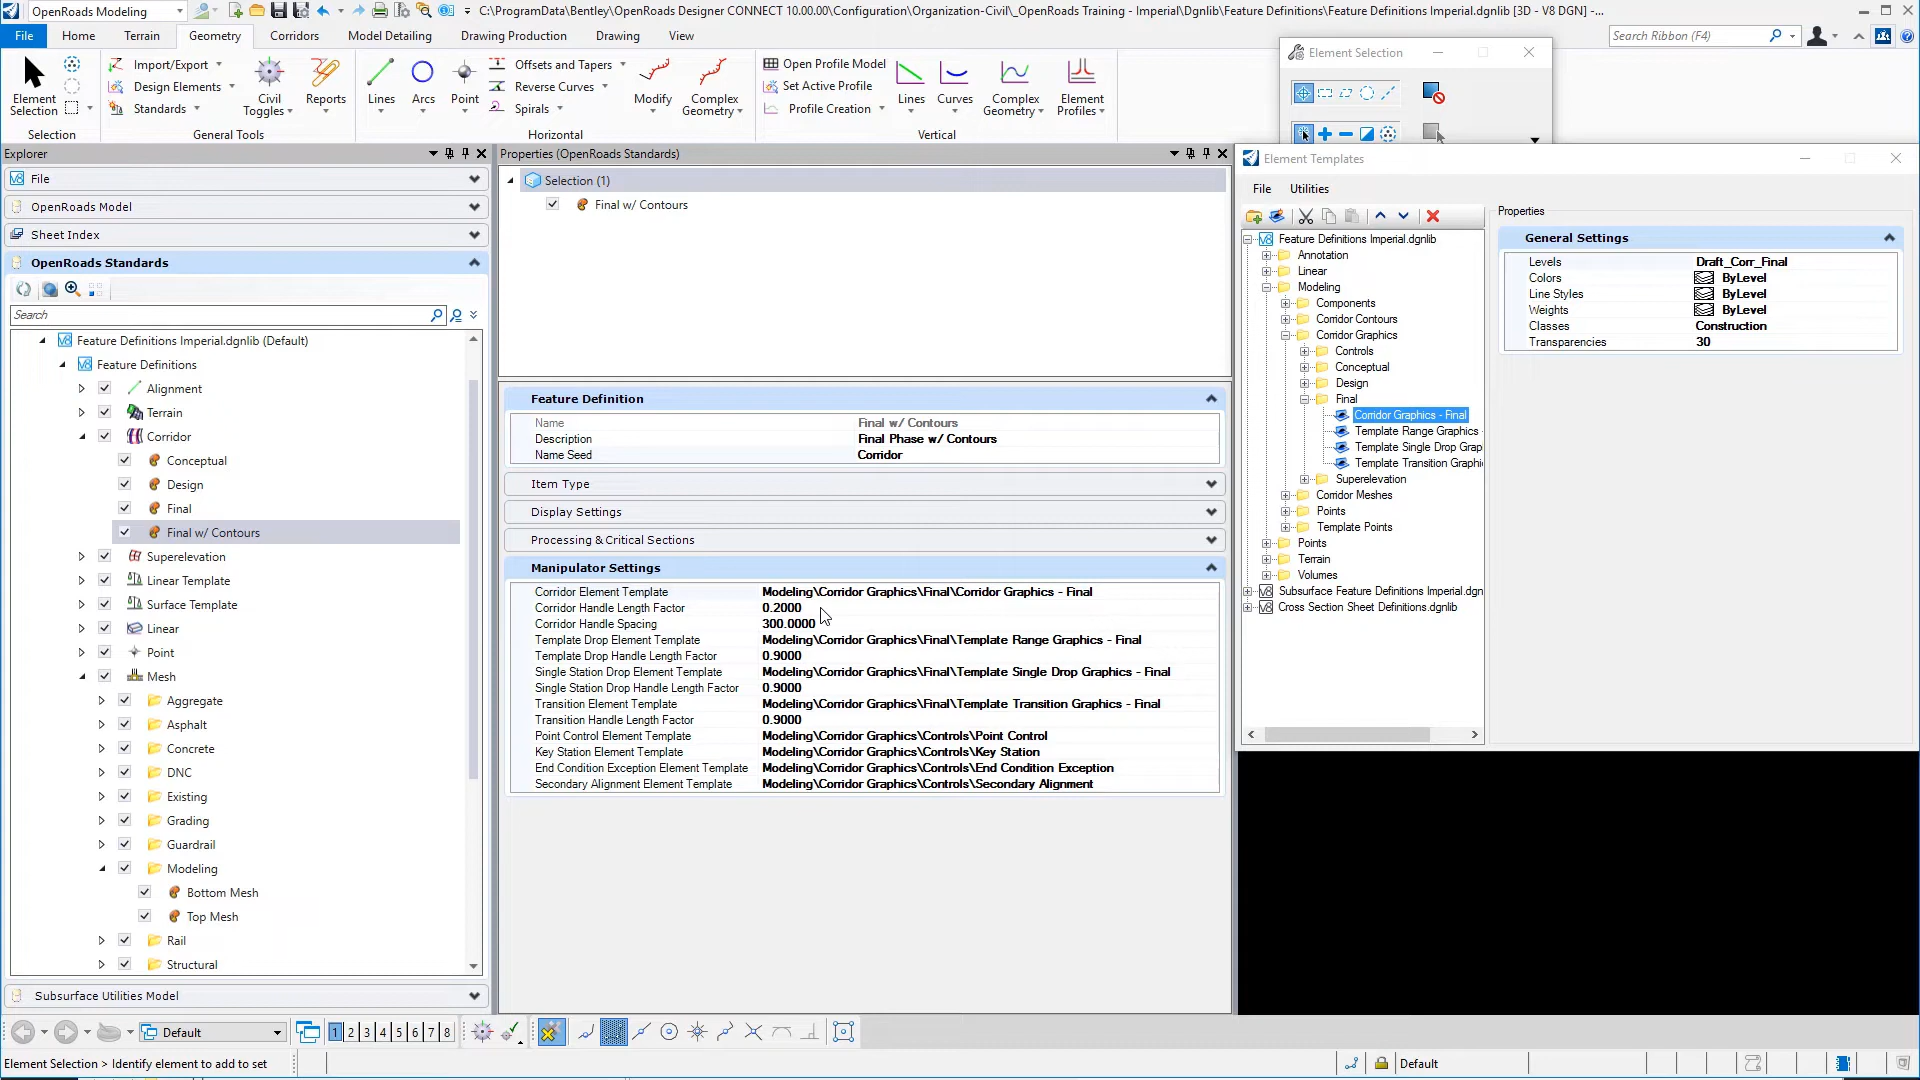 OpenRoads Modeling
C:\ProgramData\Bentley\OpenRoads Designer CONNECT 10.00.00\Configuration\Organization-Civil\_OpenRoads Training - Imperial\Dgnlib\Feature Definitions\Feature Definitions Imperial.dgnlib [3D - V8 DGN] -...
File
Home
Terrain
Geometry
Corridors
Model Detailing
Drawing Production
Drawing
View
Search Ribbon (F4)
Element Selection
Selection
Import/Export
Design Elements
Standards
Civil Toggles
Reports
General Tools
Lines
Arcs
Point
Offsets and Tapers
Reverse Curves
Spirals
Modify
Complex Geometry
Horizontal
Open Profile Model
Set Active Profile
Profile Creation
Lines
Curves
Complex Geometry
Element Profiles
Vertical
Element Selection
Explorer
File
OpenRoads Model
Sheet Index
OpenRoads Standards
Search
Feature Definitions Imperial.dgnlib (Default)
Feature Definitions
Alignment
Terrain
Corridor
Conceptual
Design
Final
Final w/ Contours
Superelevation
Linear Template
Surface Template
Linear
Point
Mesh
Aggregate
Asphalt
Concrete
DNC
Existing
Grading
Guardrail
Modeling
Bottom Mesh
Top Mesh
Rail
Structural
Subsurface Utilities Model
Properties (OpenRoads Standards)
Selection (1)
Final w/ Contours
Feature Definition
Name Final w/ Contours
Description Final Phase w/ Contours
Name Seed Corridor
Item Type
Display Settings
Processing & Critical Sections
Manipulator Settings
Corridor Element Template Modeling\Corridor Graphics\Final\Corridor Graphics - Final
Corridor Handle Length Factor 0.2000
Corridor Handle Spacing 300.0000
Template Drop Element Template Modeling\Corridor Graphics\Final\Template Range Graphics - Final
Template Drop Handle Length Factor 0.9000
Single Station Drop Element Template Modeling\Corridor Graphics\Final\Template Single Drop Graphics - Final
Single Station Drop Handle Length Factor 0.9000
Transition Element Template Modeling\Corridor Graphics\Final\Template Transition Graphics - Final
Transition Handle Length Factor 0.9000
Point Control Element Template Modeling\Corridor Graphics\Controls\Point Control
Key Station Element Template Modeling\Corridor Graphics\Controls\Key Station
End Condition Exception Element Template Modeling\Corridor Graphics\Controls\End Condition Exception
Secondary Alignment Element Template Modeling\Corridor Graphics\Controls\Secondary Alignment
Element Templates
File Utilities
Feature Definitions Imperial.dgnlib
Annotation
Linear
Modeling
Components
Corridor Contours
Corridor Graphics
Controls
Conceptual
Design
Final
Corridor Graphics - Final
Template Range Graphics -
Template Single Drop Grap
Template Transition Graphi
Superelevation
Corridor Meshes
Points
Template Points
Points
Terrain
Volumes
Subsurface Feature Definitions Imperial.dgn
Cross Section Sheet Definitions.dgnlib
Properties
General Settings
Levels Draft_Corr_Final
Colors ByLevel
Line Styles ByLevel
Weights ByLevel
Classes Construction
Transparencies 30
Default
1 2 3 4 5 6 7 8
Element Selection > Identify element to add to set
Default